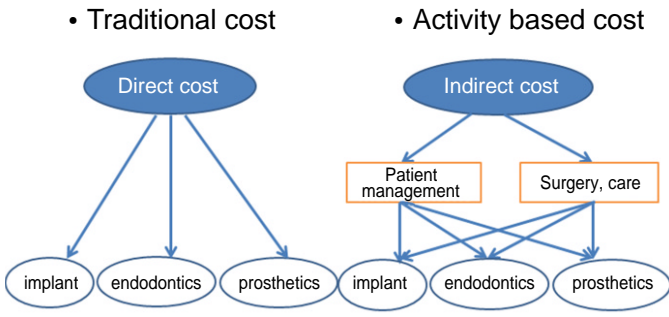 • Traditional cost
• Activity based cost
Direct cost
Indirect cost
Patient
management
Surgery, care
implant
endodontics
prosthetics
implant
endodontics
prosthetics